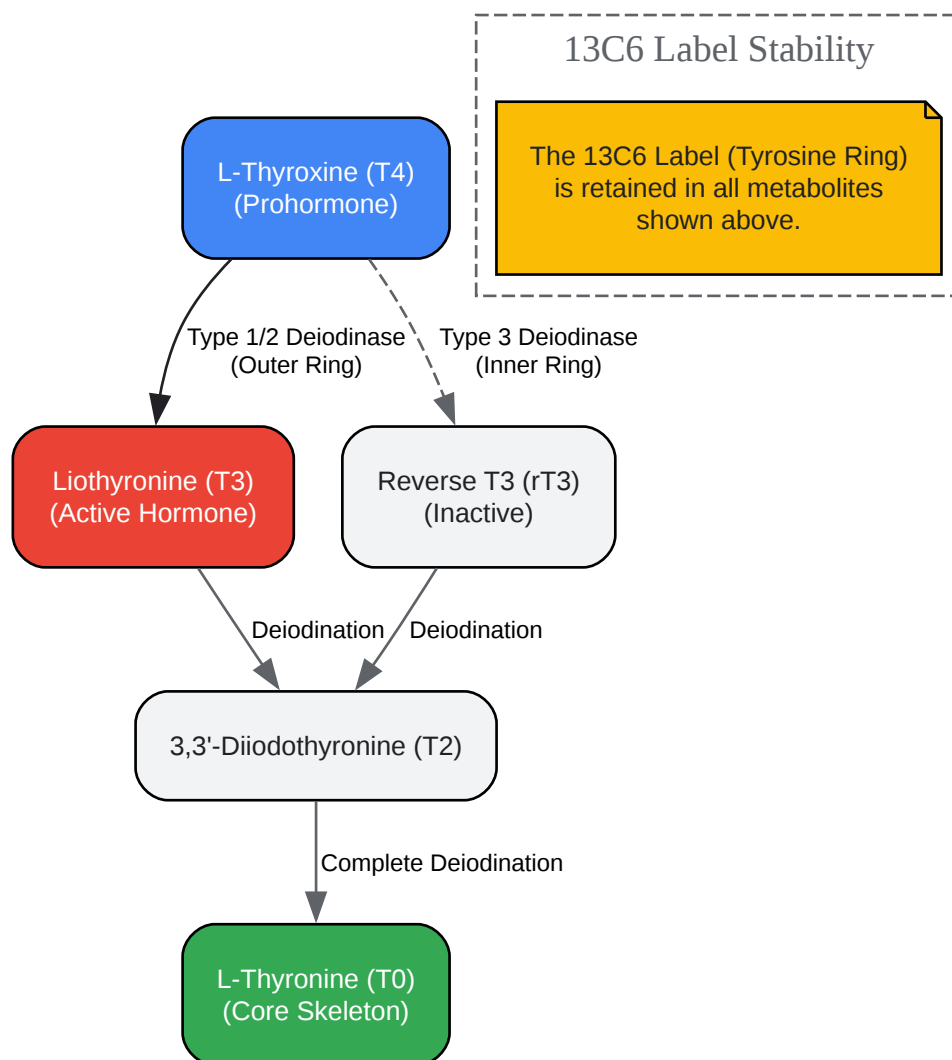 13C6 Label Stability
The 13C6 Label (Tyrosine Ring)
is retained in all metabolites
shown above.
L-Thyroxine (T4)
(Prohormone)
Type 1/2 Deiodinase
(Outer Ring)
Type 3 Deiodinase
(Inner Ring)
Liothyronine (T3)
(Active Hormone)
Reverse T3 (rT3)
(Inactive)
Deiodination
Deiodination
3,3'-Diiodothyronine (T2)
Complete Deiodination
L-Thyronine (T0)
(Core Skeleton)